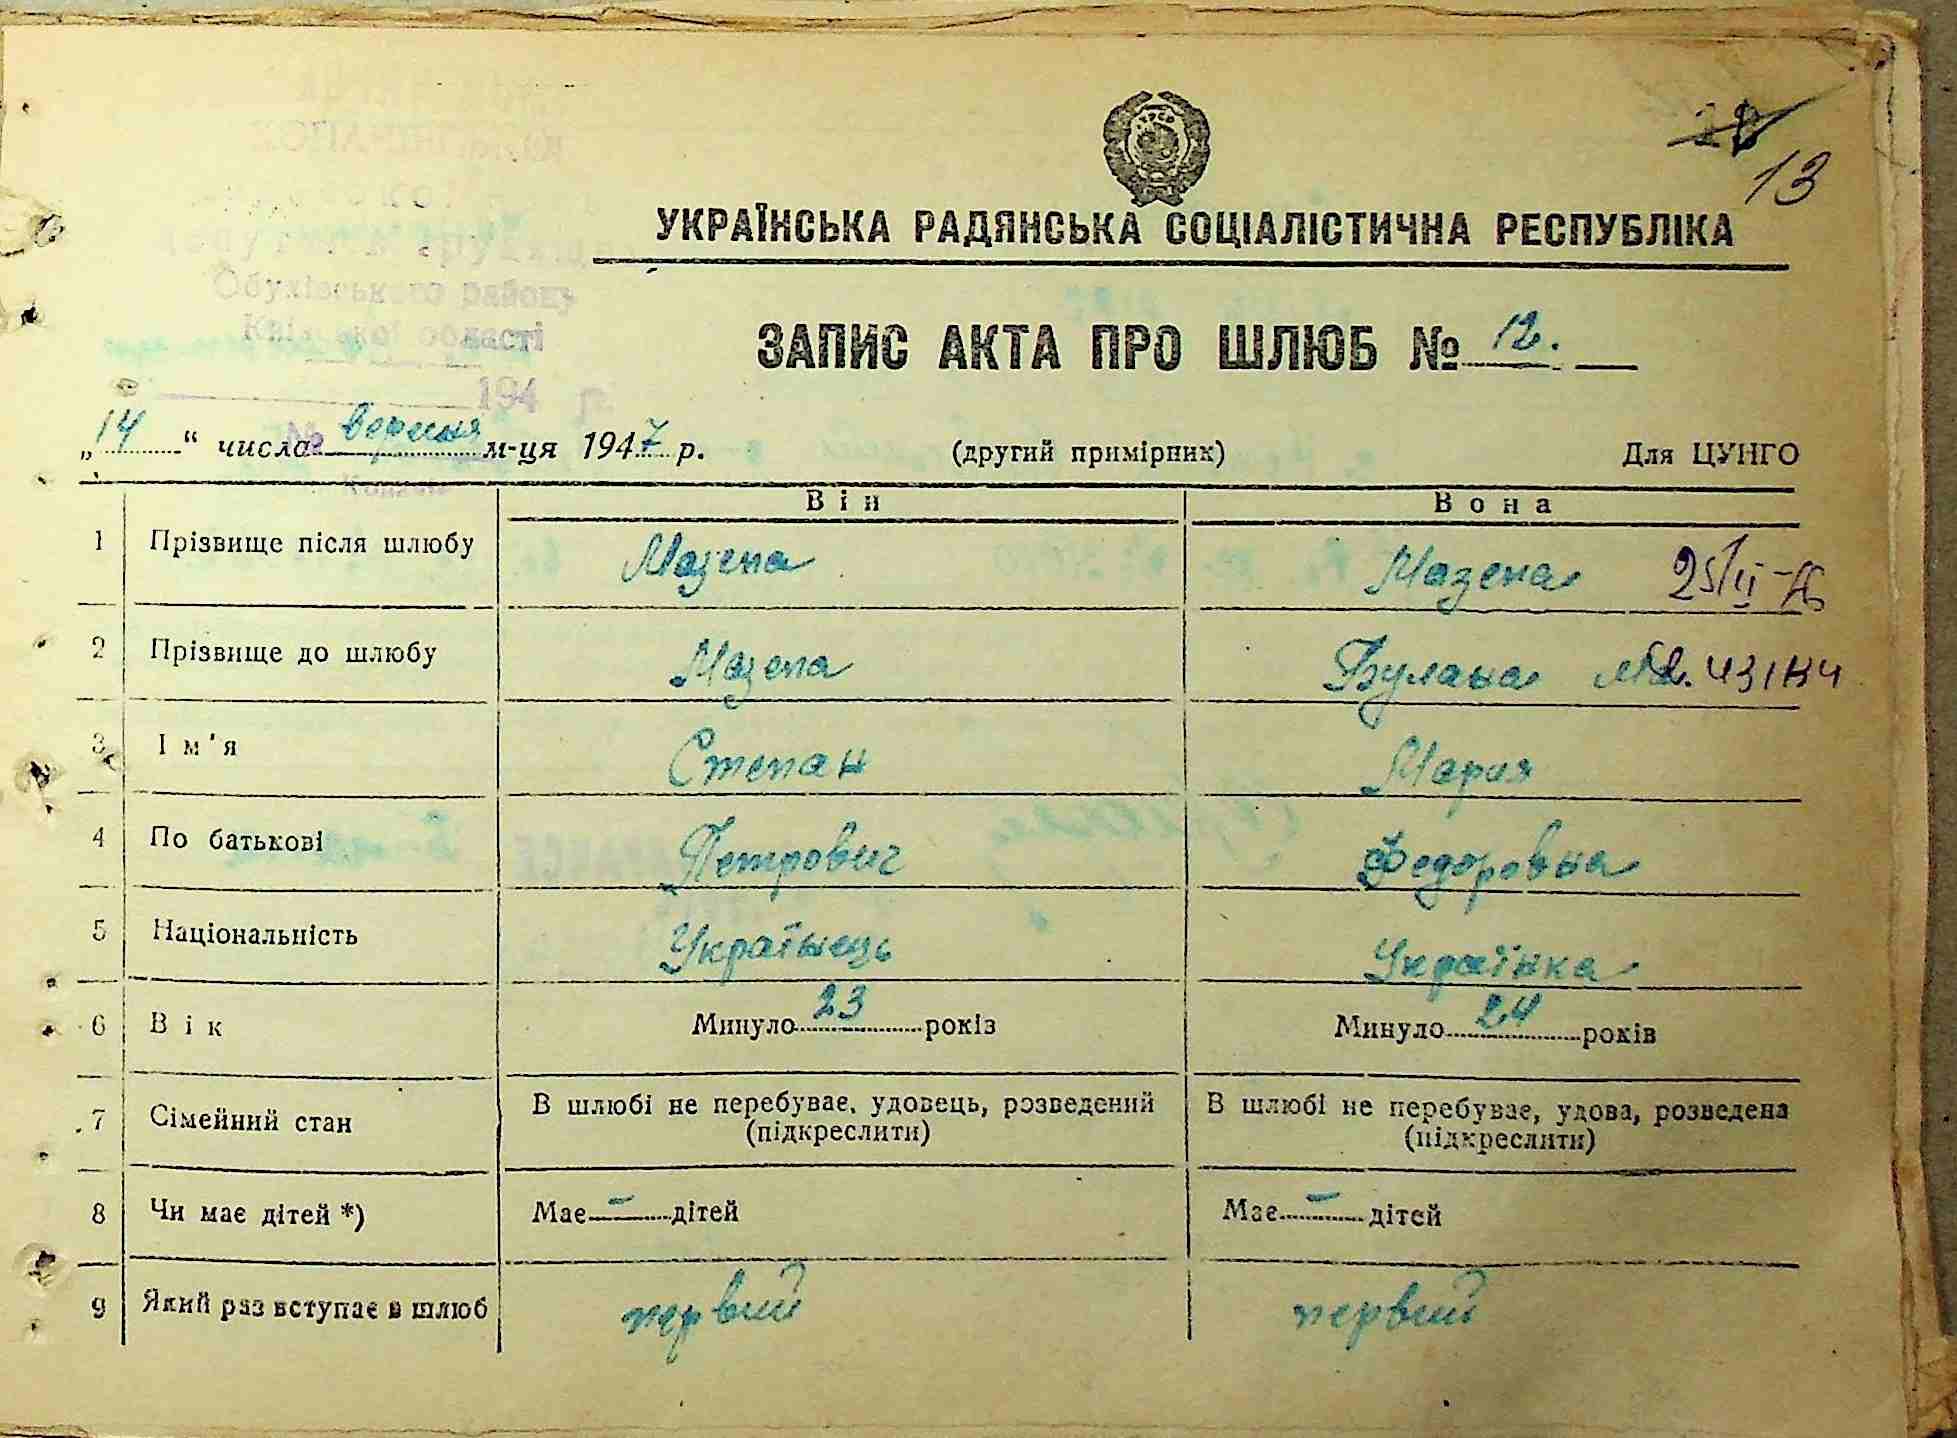 13
УКРАЇНСЬКА РАДЯНСЬКА СОЦІАЛІСТИЧНА РЕСПУБЛІКА
Обухівського району
Київської області
194 р.
ЗАПИС АКТА ПРО ШЛЮБ № 12.
„14“ числа вересня м-ця 1947 р. (другий примірник) Для ЦУНГО
Він Вона
1 Прізвище після шлюбу Мазепа Мазепа 25/II-
2 Прізвище до шлюбу Мазепа Булана
3 Ім'я Степан Мария
4 По батькові Петрович Федоровна
5 Національність Українець Українка
6 Вік Минуло 23 років Минуло 24 років
7 Сімейний стан В шлюбі не перебуває, удовець, розведений (підкреслити) В шлюбі не перебуває, удова, розведена (підкреслити)
8 Чи має дітей *) Має – дітей Має – дітей
9 Який раз вступає в шлюб первий первий